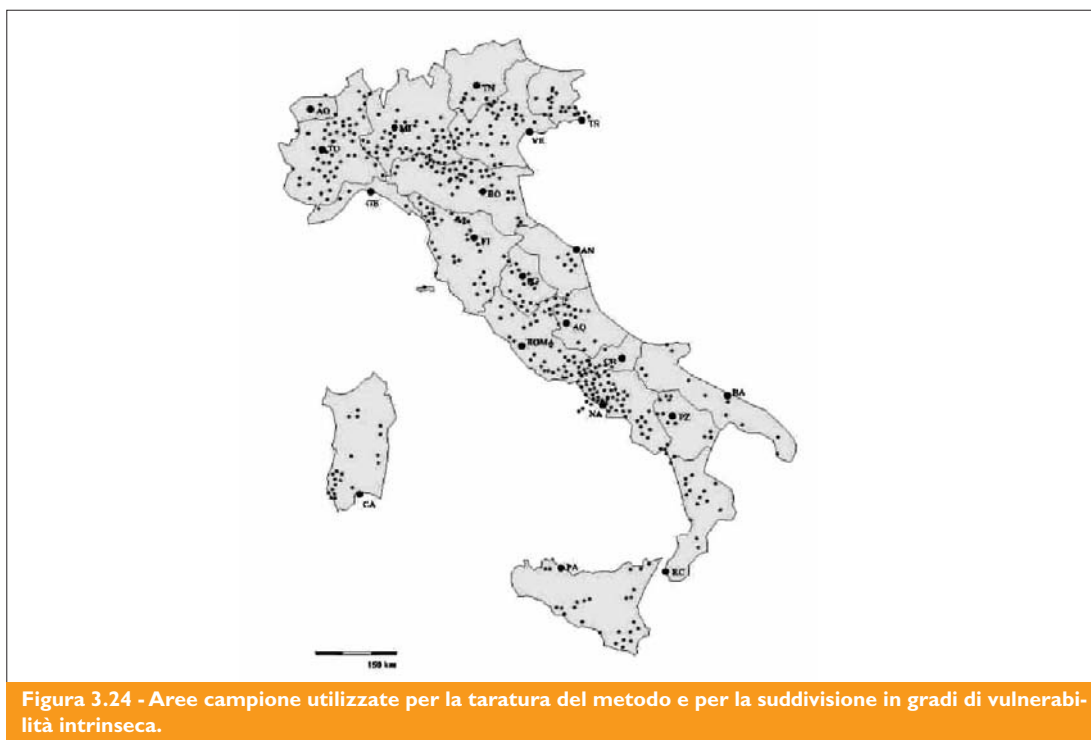 TN
AO
MI
TS
VE
TO
BO
GE
FI
AN
AQ
ROMA
CB
BA
NA
PZ
CA
PA
RC
150 km
Figura 3.24 - Aree campione utilizzate per la taratura del metodo e per la suddivisione in gradi di vulnerabi-
lità intrinseca.